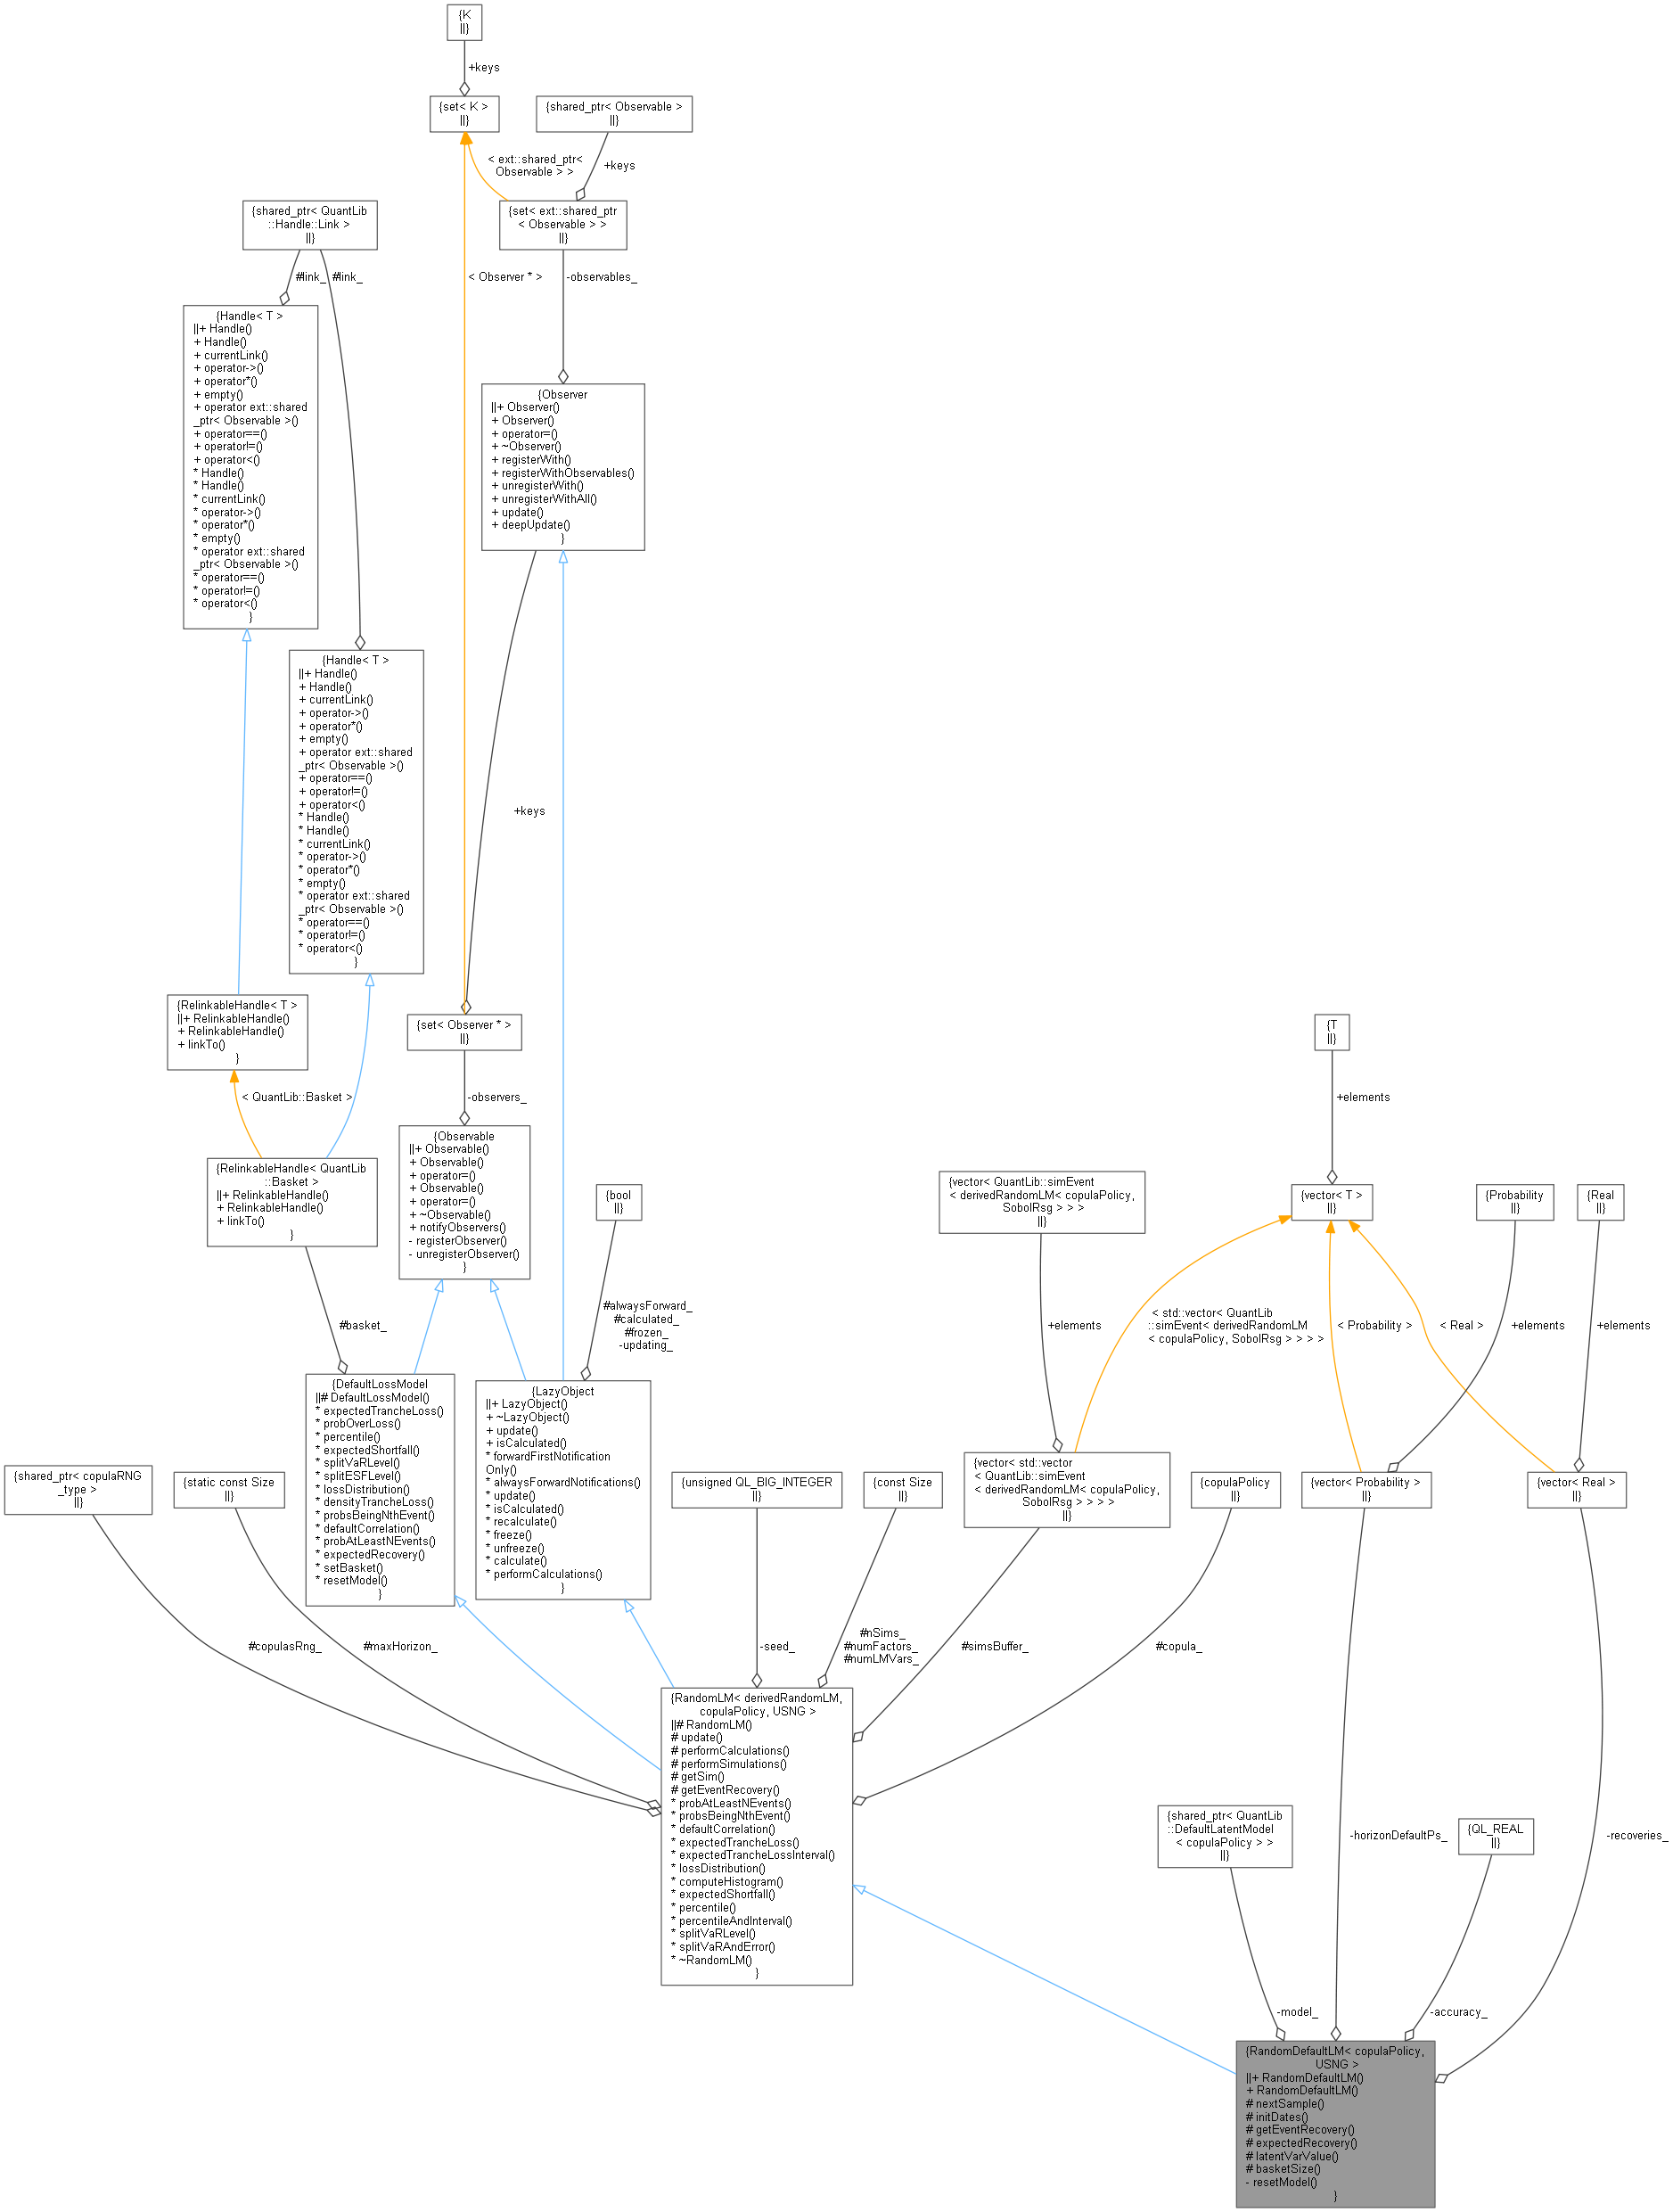 {K
||}
+keys
{set< K >
||}
{shared_ptr< Observable >
||}
< ext::shared_ptr<
Observable > >
+keys
{shared_ptr< QuantLib
::Handle::Link >
||}
{set< ext::shared_ptr
< Observable > >
||}
#link_
#link_
< Observer * >
-observables_
{Handle< T >
||+ Handle()
+ Handle()
+ currentLink()
+ operator->()
+ operator*()
+ empty()
+ operator ext::shared
_ptr< Observable >()
+ operator==()
+ operator!=()
+ operator<()
* Handle()
* Handle()
* currentLink()
* operator->()
* operator*()
* empty()
* operator ext::shared
_ptr< Observable >()
* operator==()
* operator!=()
* operator<()
}
{Observer
||+ Observer()
+ Observer()
+ operator=()
+ ~Observer()
+ registerWith()
+ registerWithObservables()
+ unregisterWith()
+ unregisterWithAll()
+ update()
+ deepUpdate()
}
{Handle< T >
||+ Handle()
+ Handle()
+ currentLink()
+ operator->()
+ operator*()
+ empty()
+ operator ext::shared
_ptr< Observable >()
+ operator==()
+ operator!=()
+ operator<()
* Handle()
* Handle()
* currentLink()
* operator->()
* operator*()
* empty()
* operator ext::shared
_ptr< Observable >()
* operator==()
* operator!=()
* operator<()
}
+keys
{RelinkableHandle< T >
||+ RelinkableHandle()
+ RelinkableHandle()
+ linkTo()
}
{set< Observer * >
||}
{T
||}
< QuantLib::Basket >
-observers_
+elements
{RelinkableHandle< QuantLib
::Basket >
||+ RelinkableHandle()
+ RelinkableHandle()
+ linkTo()
}
{Observable
||+ Observable()
+ Observable()
+ operator=()
+ Observable()
+ operator=()
+ ~Observable()
+ notifyObservers()
- registerObserver()
- unregisterObserver()
}
{bool
||}
{vector< QuantLib::simEvent
< derivedRandomLM< copulaPolicy,
SobolRsg > > >
||}
{vector< T >
||}
{Probability
||}
{Real
||}
#basket_
#alwaysForward_
#calculated_
#frozen_
-updating_
+elements
< std::vector< QuantLib
::simEvent< derivedRandomLM
< copulaPolicy, SobolRsg > > > >
< Probability >
< Real >
+elements
+elements
{DefaultLossModel
||# DefaultLossModel()
* expectedTrancheLoss()
* probOverLoss()
* percentile()
* expectedShortfall()
* splitVaRLevel()
* splitESFLevel()
* lossDistribution()
* densityTrancheLoss()
* probsBeingNthEvent()
* defaultCorrelation()
* probAtLeastNEvents()
* expectedRecovery()
* setBasket()
* resetModel()
}
{LazyObject
||+ LazyObject()
+ ~LazyObject()
+ update()
+ isCalculated()
* forwardFirstNotification
Only()
* alwaysForwardNotifications()
* update()
* isCalculated()
* recalculate()
* freeze()
* unfreeze()
* calculate()
* performCalculations()
}
{shared_ptr< copulaRNG
_type >
||}
{static const Size
||}
{unsigned QL_BIG_INTEGER
||}
{const Size
||}
{vector< std::vector
< QuantLib::simEvent
< derivedRandomLM< copulaPolicy,
SobolRsg > > > >
||}
{copulaPolicy
||}
{vector< Probability >
||}
{vector< Real >
||}
#copulasRng_
#maxHorizon_
-seed_
#nSims_
#numFactors_
#numLMVars_
#simsBuffer_
#copula_
{RandomLM< derivedRandomLM,
copulaPolicy, USNG >
||# RandomLM()
# update()
# performCalculations()
# performSimulations()
# getSim()
# getEventRecovery()
* probAtLeastNEvents()
* probsBeingNthEvent()
* defaultCorrelation()
* expectedTrancheLoss()
* expectedTrancheLossInterval()
* lossDistribution()
* computeHistogram()
* expectedShortfall()
* percentile()
* percentileAndInterval()
* splitVaRLevel()
* splitVaRAndError()
* ~RandomLM()
}
{shared_ptr< QuantLib
::DefaultLatentModel
< copulaPolicy > >
||}
-horizonDefaultPs_
{QL_REAL
||}
-recoveries_
-model_
-accuracy_
{RandomDefaultLM< copulaPolicy,
USNG >
||+ RandomDefaultLM()
+ RandomDefaultLM()
# nextSample()
# initDates()
# getEventRecovery()
# expectedRecovery()
# latentVarValue()
# basketSize()
- resetModel()
}